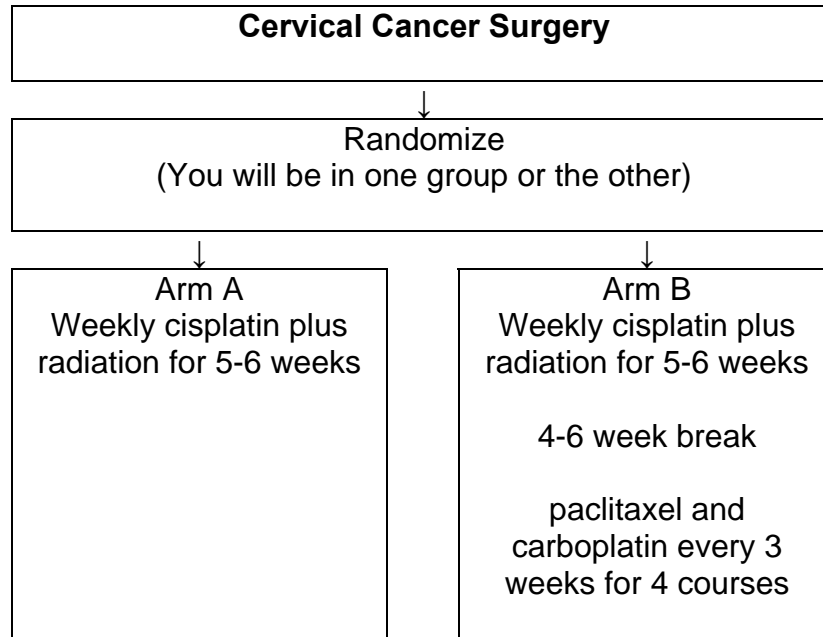 Cervical Cancer Surgery
↓
Randomize
(You will be in one group or the other)
↓ ↓
Arm A
Weekly cisplatin plus
radiation for 5-6 weeks
Arm B
Weekly cisplatin plus
radiation for 5-6 weeks
4-6 week break
paclitaxel and
carboplatin every 3
weeks for 4 courses